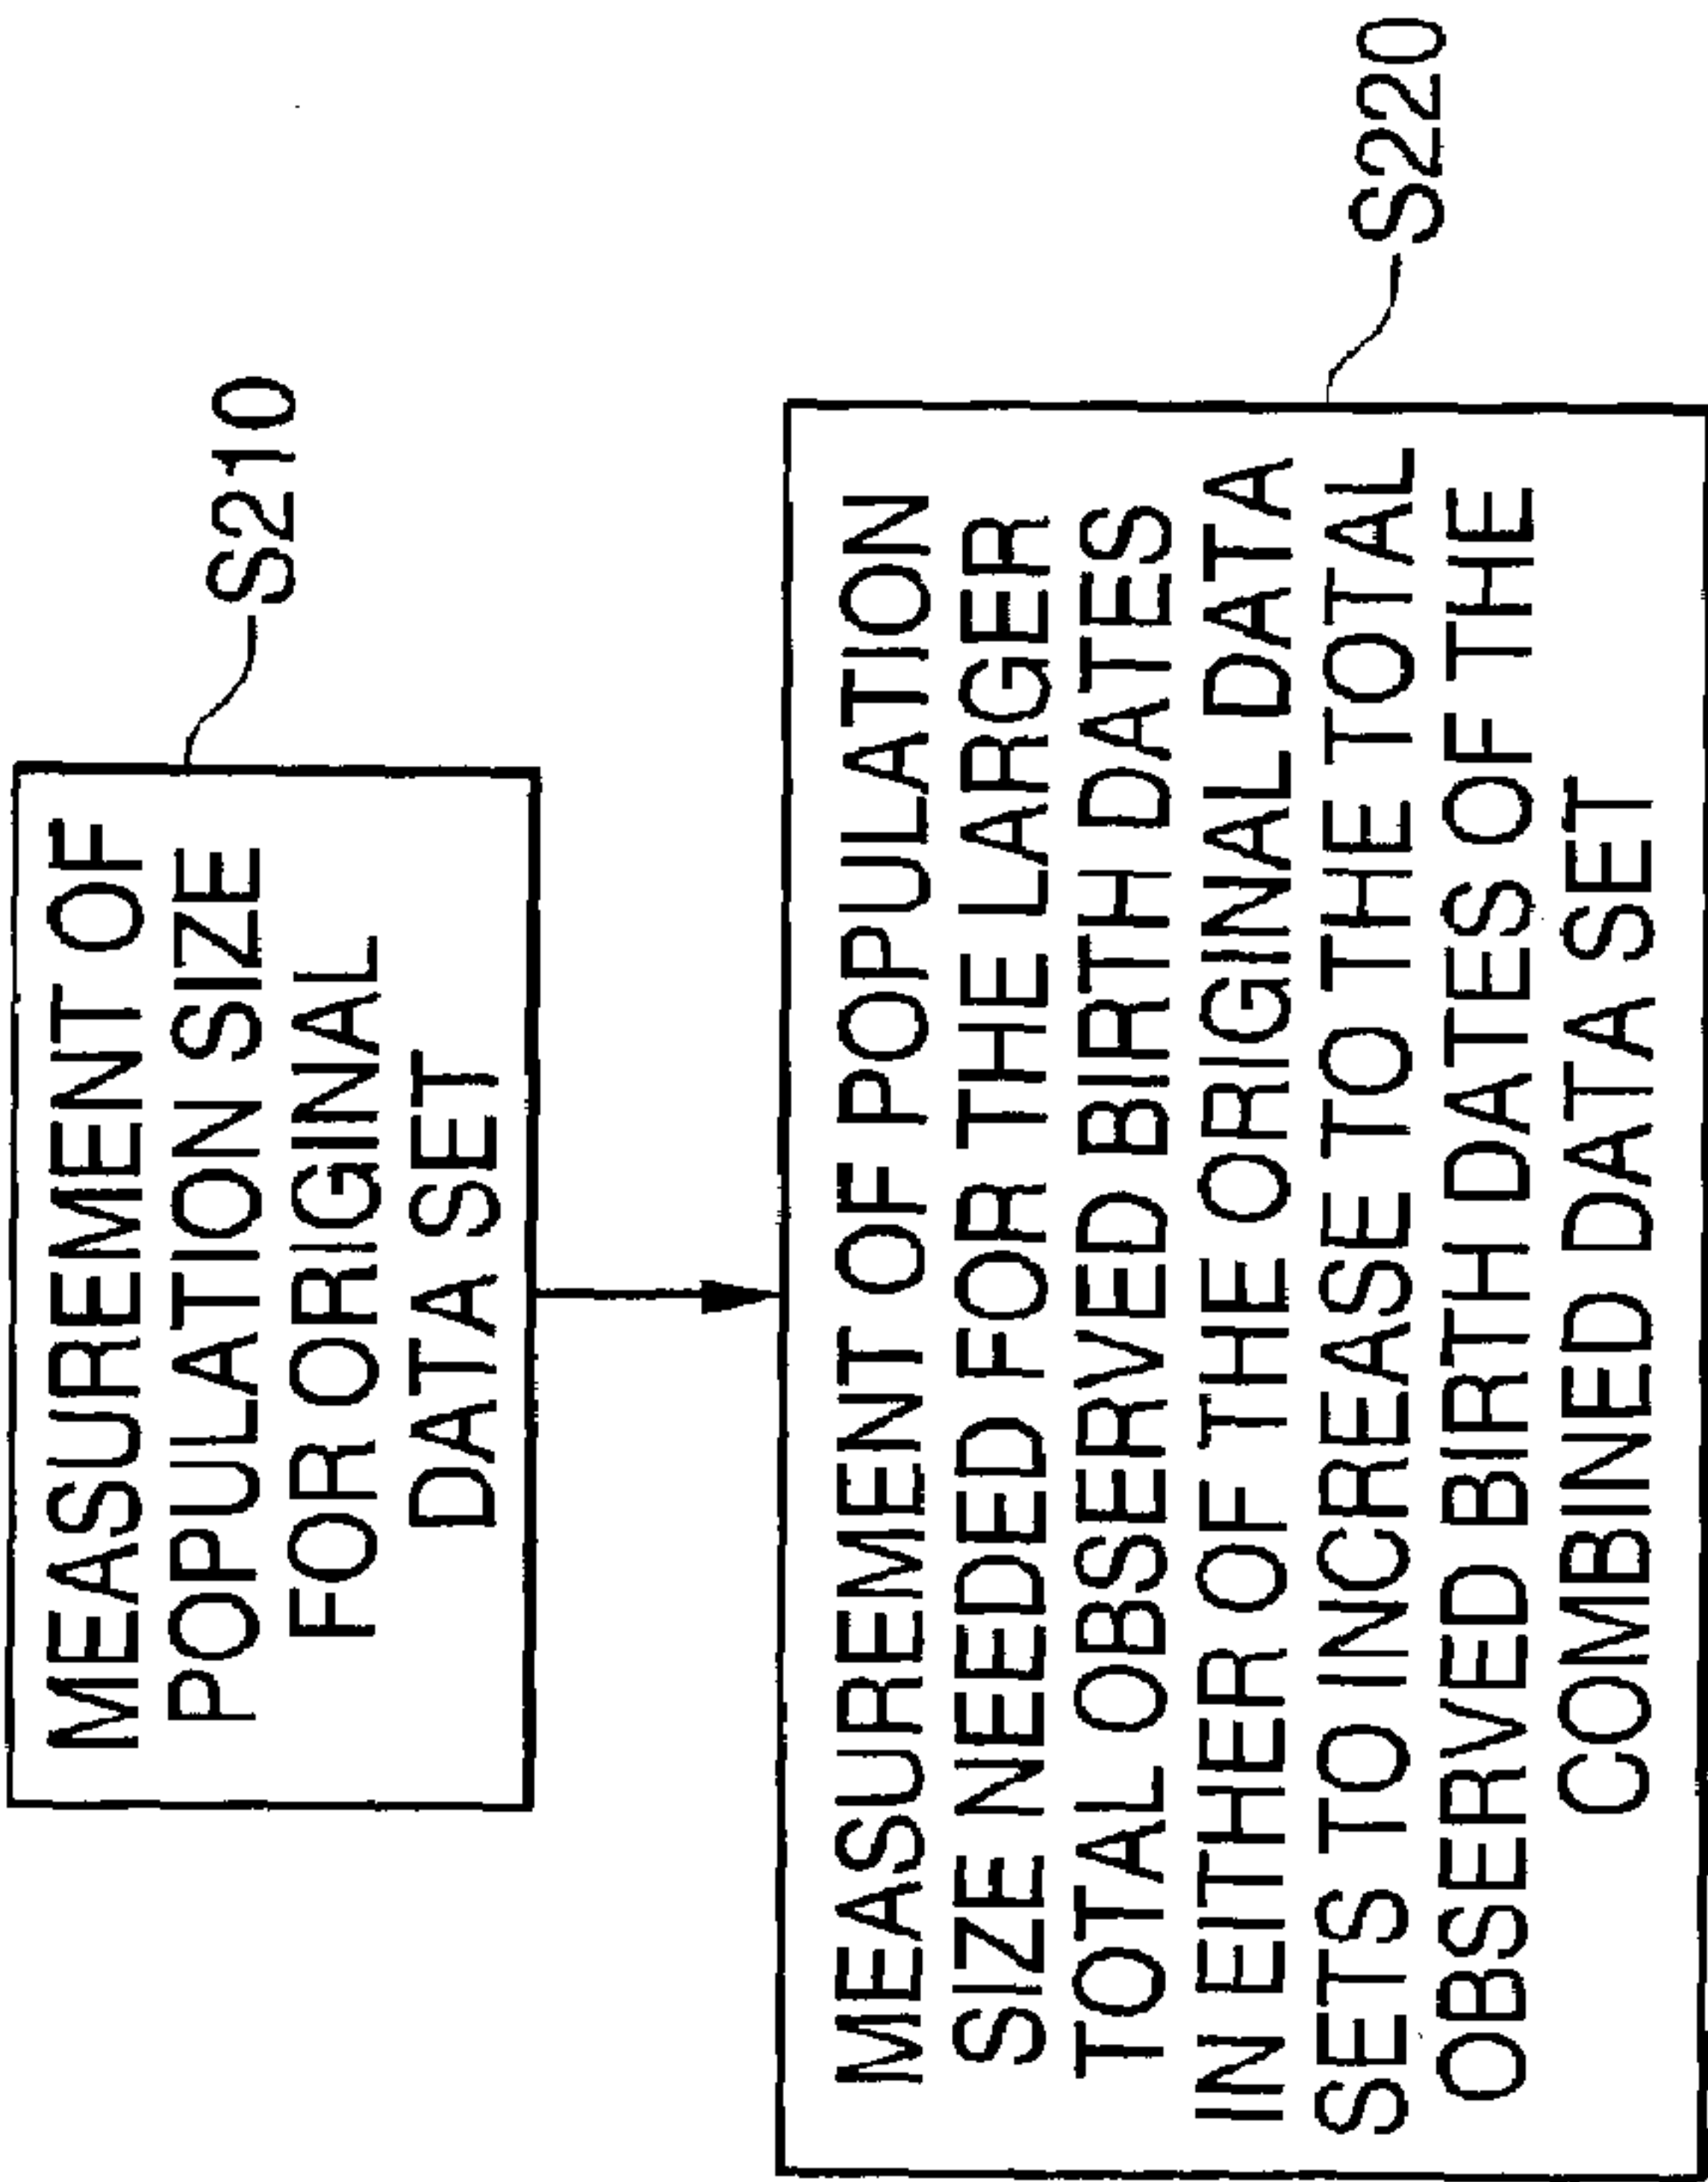 MEASUREMENT OF
POPULATION SIZE
FOR ORIGINAL
DATA SET
S210
MEASUREMENT OF POPULATION
SIZE NEEDED FOR THE LARGER
TOTAL OBSERVED BIRTH DATES
IN EITHER OF THE ORIGINAL DATA
SETS TO INCREASE TO THE TOTAL
OBSERVED BIRTH DATES OF THE
COMBINED DATA SET
S220